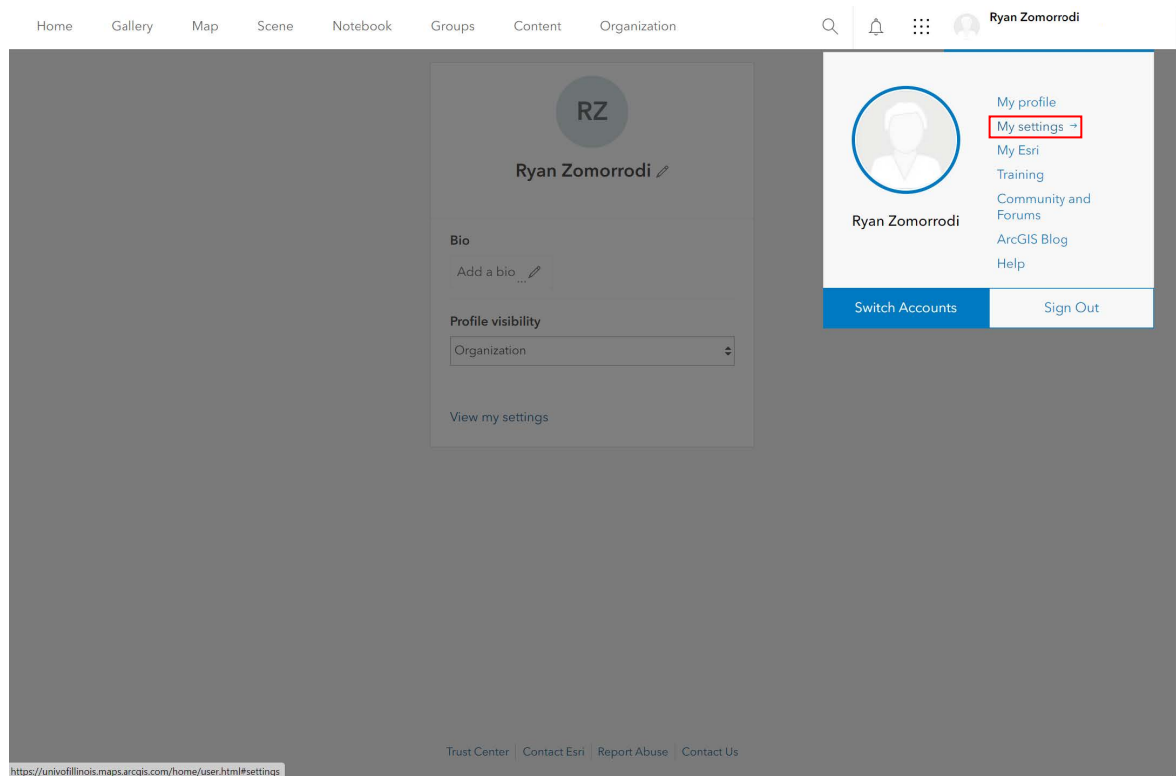 Home Gallery Map Scene Notebook Groups Content Organization Ryan Zomorrodi
RZ
Ryan Zomorrodi
Bio
Add a bio ...
Profile visibility
Organization
View my settings
My profile
My settings →
My Esri
Training
Community and
Forums
ArcGIS Blog
Help
Ryan Zomorrodi
Switch Accounts Sign Out
Trust Center | Contact Esri | Report Abuse | Contact Us
https://univofillinois.maps.arcgis.com/home/user.html#settings